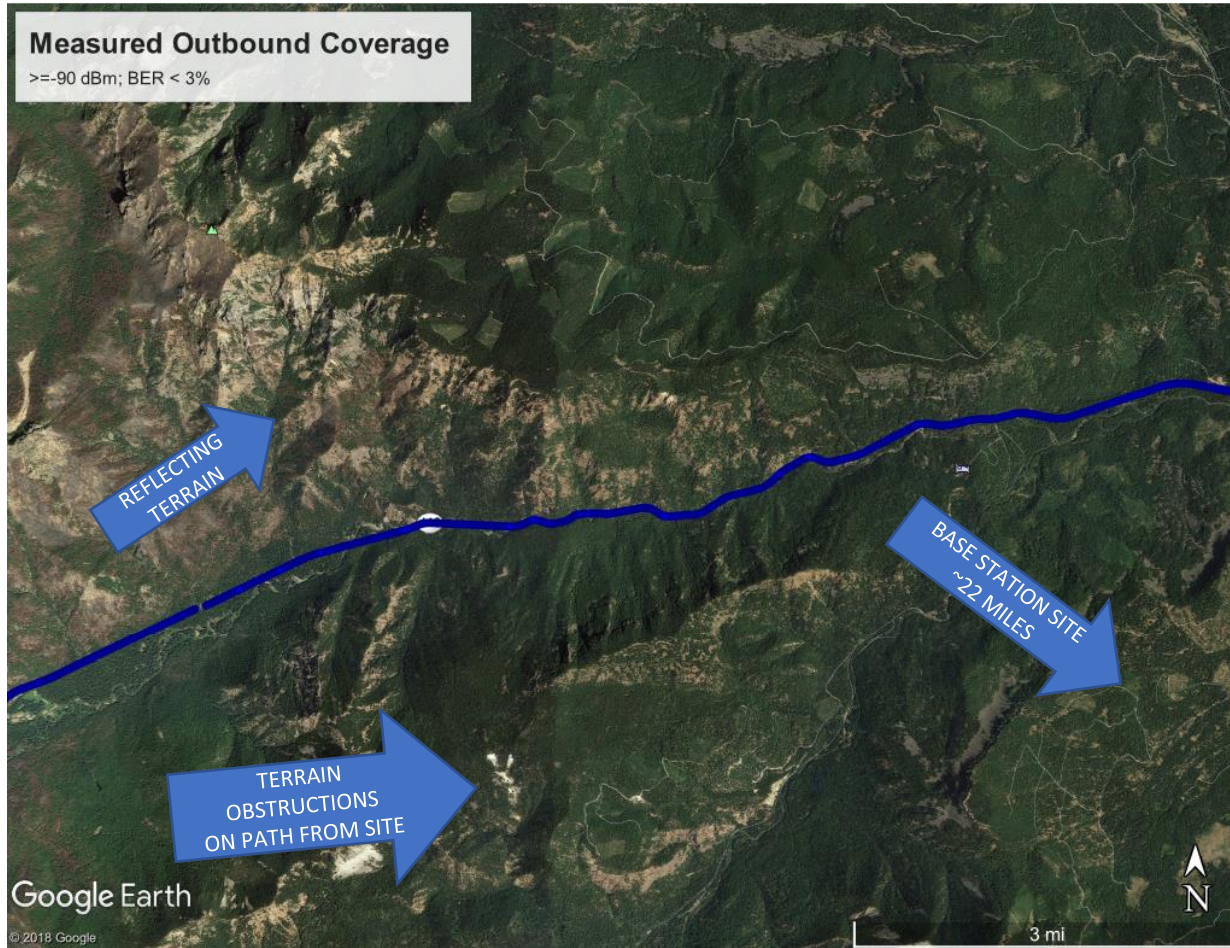 Measured Outbound Coverage
>=-90 dBm; BER < 3%
REFLECTING
TERRAIN
BASE STATION SITE
~22 MILES
TERRAIN
OBSTRUCTIONS
ON PATH FROM SITE
Google Earth
© 2018 Google
N
3 mi